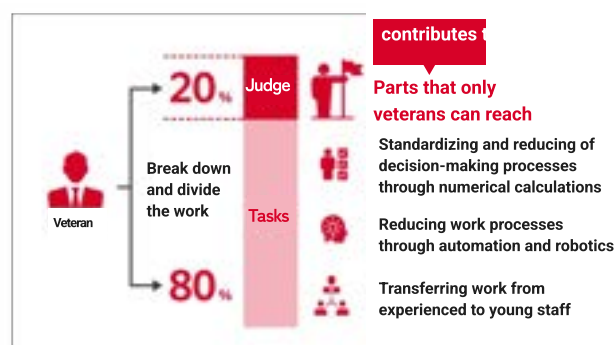 contributes
Parts that only
veterans can reach
20%
Judge
Standardizing and reducing of
decision-making processes
through numerical calculations
Break down
and divide
the work
Veteran
Tasks
Reducing work processes
through automation and robotics
80%
Transferring work from
experienced to young staff